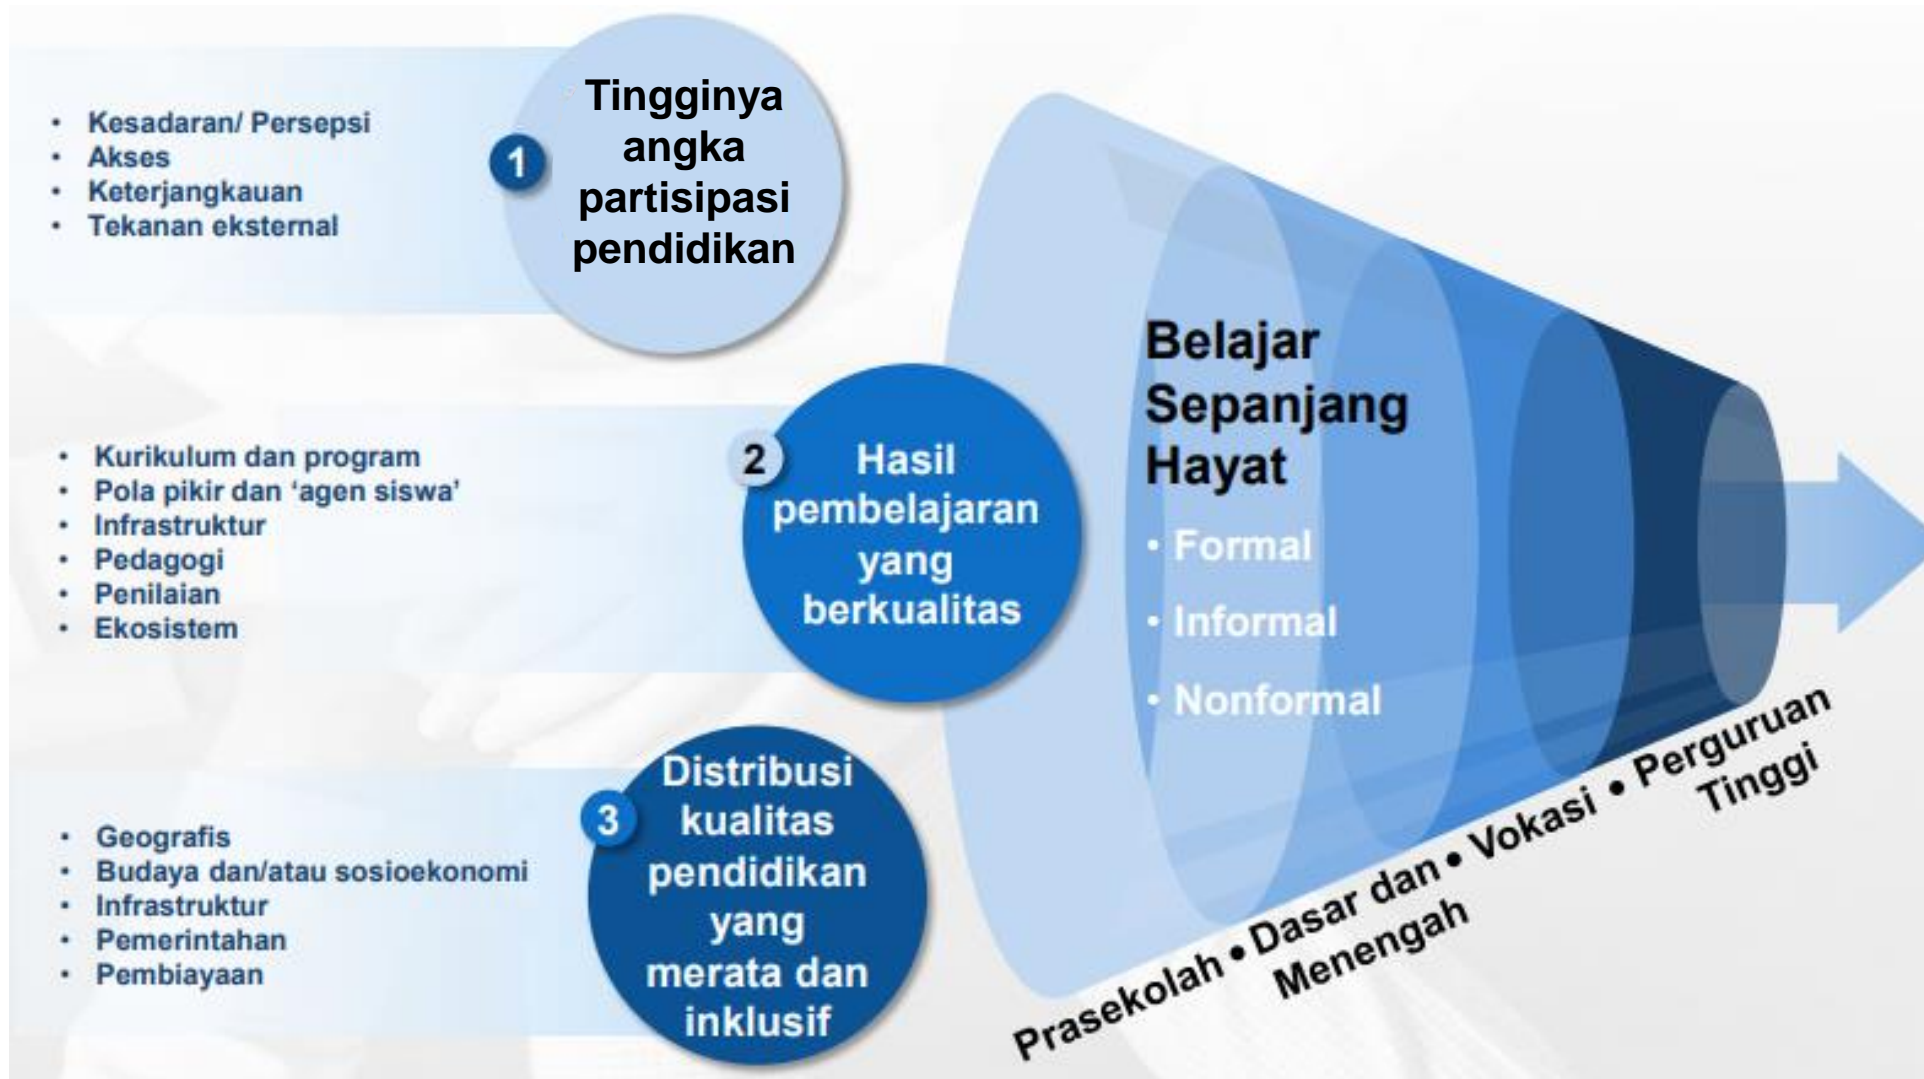 • Kesadaran/ Persepsi
• Akses
• Keterjangkauan
• Tekanan eksternal
1
Tingginya
angka
partisipasi
pendidikan
• Kurikulum dan program
• Pola pikir dan ‘agen siswa’
• Infrastruktur
• Pedagogi
• Penilaian
• Ekosistem
2
Hasil
pembelajaran
yang
berkualitas
• Geografis
• Budaya dan/atau sosioekonomi
• Infrastruktur
• Pemerintahan
• Pembiayaan
3
Distribusi
kualitas
pendidikan
yang
merata dan
inklusif
Belajar
Sepanjang
Hayat
• Formal
• Informal
• Nonformal
Prasekolah • Dasar dan • Vokasi • Perguruan
Menengah Tinggi